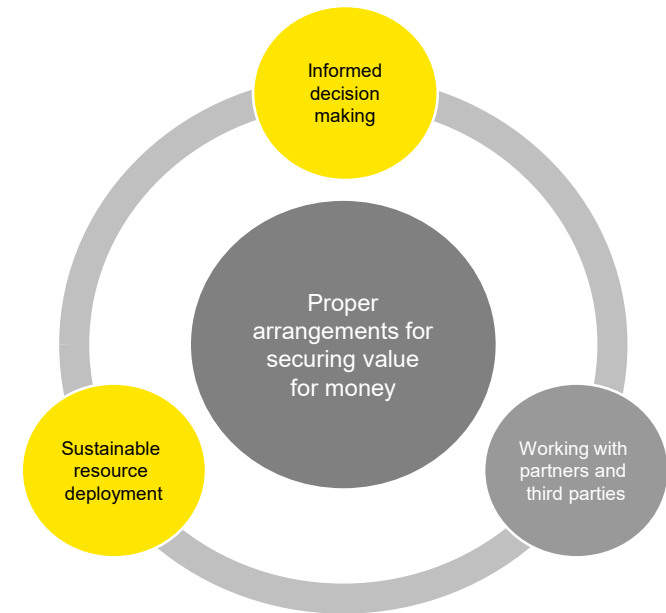 Informed
decision
making
Proper
arrangements for
securing value
for money
Sustainable
resource
deployment
Working with
partners and
third parties